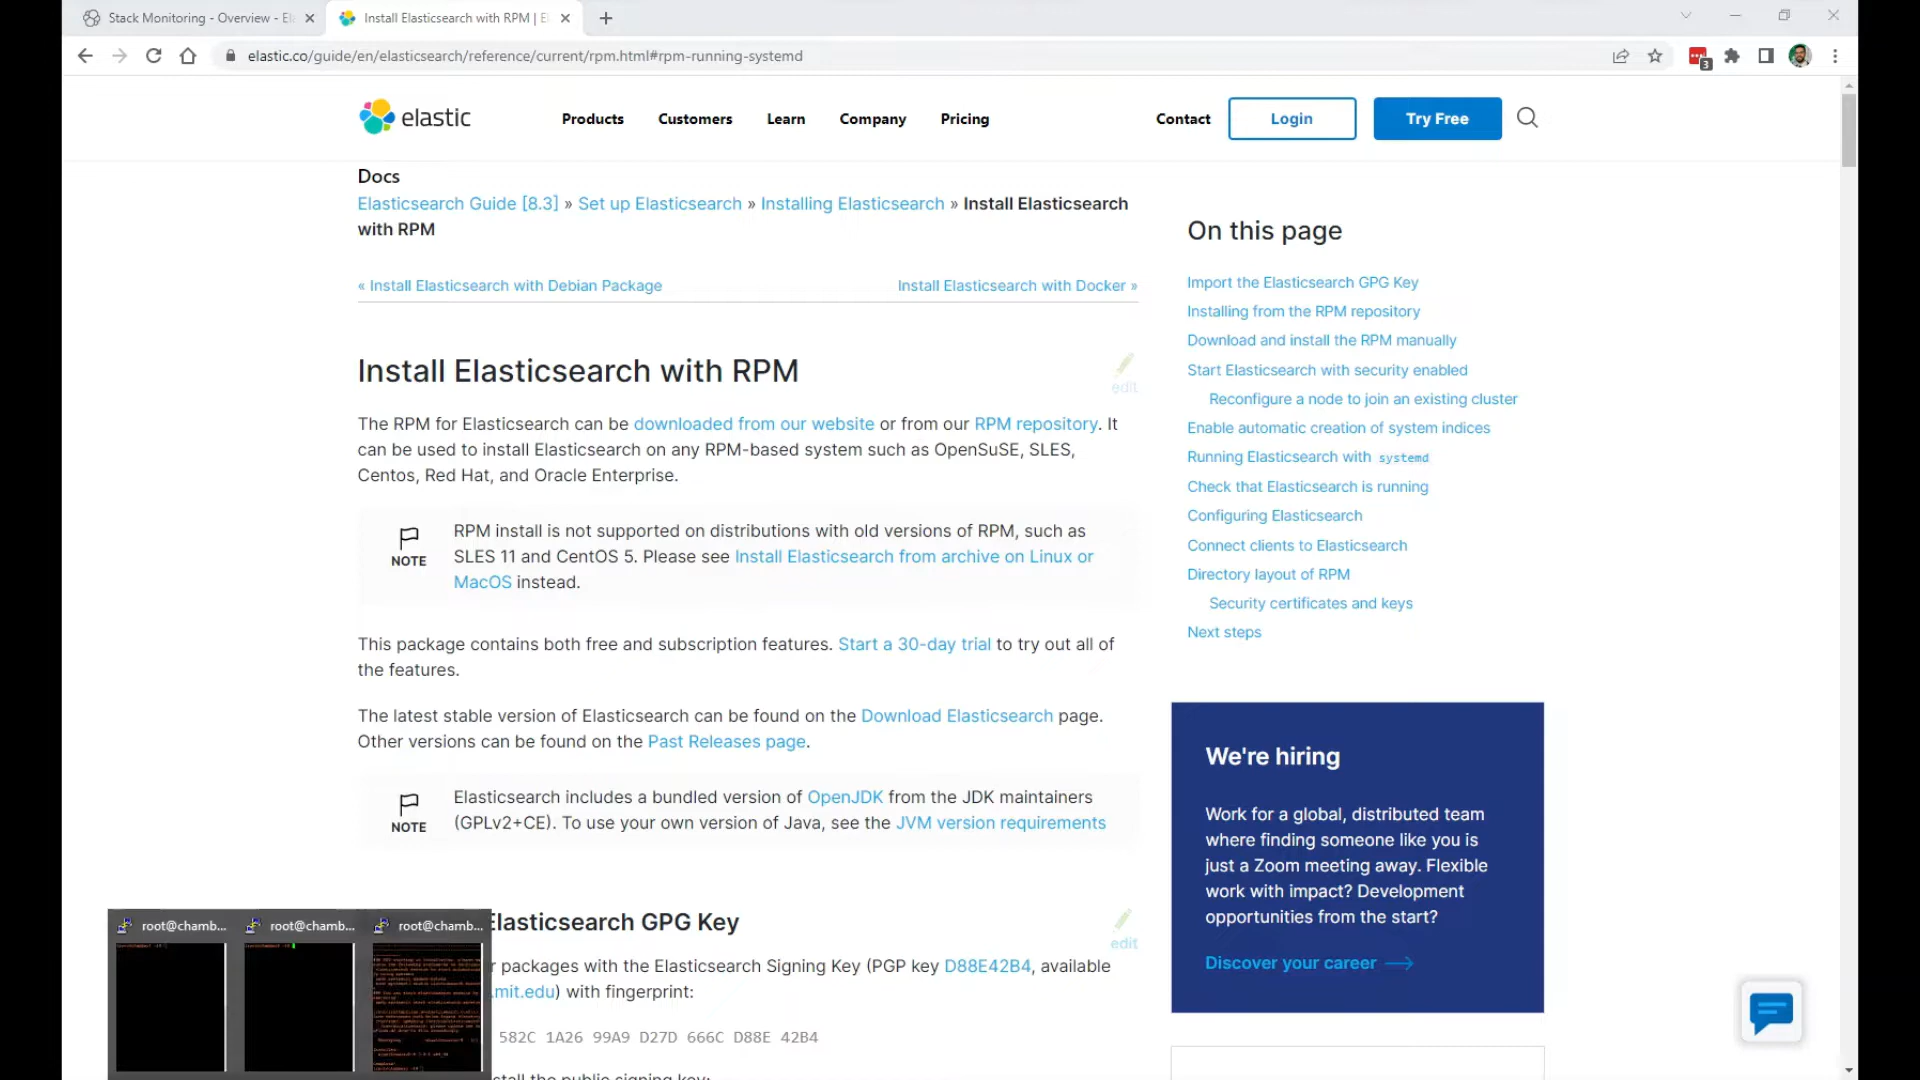 Stack Monitoring - Overview - El
Install Elasticsearch with RPM | E
elastic.co/guide/en/elasticsearch/reference/current/rpm.html#rpm-running-systemd
3
elastic
Products
Customers
Learn
Company
Pricing
Contact
Login
Try Free
Docs
Elasticsearch Guide [8.3] » Set up Elasticsearch » Installing Elasticsearch » Install Elasticsearch
with RPM
« Install Elasticsearch with Debian Package
Install Elasticsearch with Docker »
Install Elasticsearch with RPM
edit
The RPM for Elasticsearch can be downloaded from our website or from our RPM repository. It
can be used to install Elasticsearch on any RPM-based system such as OpenSuSE, SLES,
Centos, Red Hat, and Oracle Enterprise.
NOTE
RPM install is not supported on distributions with old versions of RPM, such as
SLES 11 and CentOS 5. Please see Install Elasticsearch from archive on Linux or
MacOS instead.
This package contains both free and subscription features. Start a 30-day trial to try out all of
the features.
The latest stable version of Elasticsearch can be found on the Download Elasticsearch page.
Other versions can be found on the Past Releases page.
NOTE
Elasticsearch includes a bundled version of OpenJDK from the JDK maintainers
(GPLv2+CE). To use your own version of Java, see the JVM version requirements
Elasticsearch GPG Key
edit
r packages with the Elasticsearch Signing Key (PGP key D88E42B4, available
.mit.edu) with fingerprint:
582C 1A26 99A9 D27D 666C D88E 42B4
stall the public signing key:
On this page
Import the Elasticsearch GPG Key
Installing from the RPM repository
Download and install the RPM manually
Start Elasticsearch with security enabled
Reconfigure a node to join an existing cluster
Enable automatic creation of system indices
Running Elasticsearch with systemd
Check that Elasticsearch is running
Configuring Elasticsearch
Connect clients to Elasticsearch
Directory layout of RPM
Security certificates and keys
Next steps
We're hiring
Work for a global, distributed team
where finding someone like you is
just a Zoom meeting away. Flexible
work with impact? Development
opportunities from the start?
Discover your career
root@chamb...
root@chamb...
root@chamb...